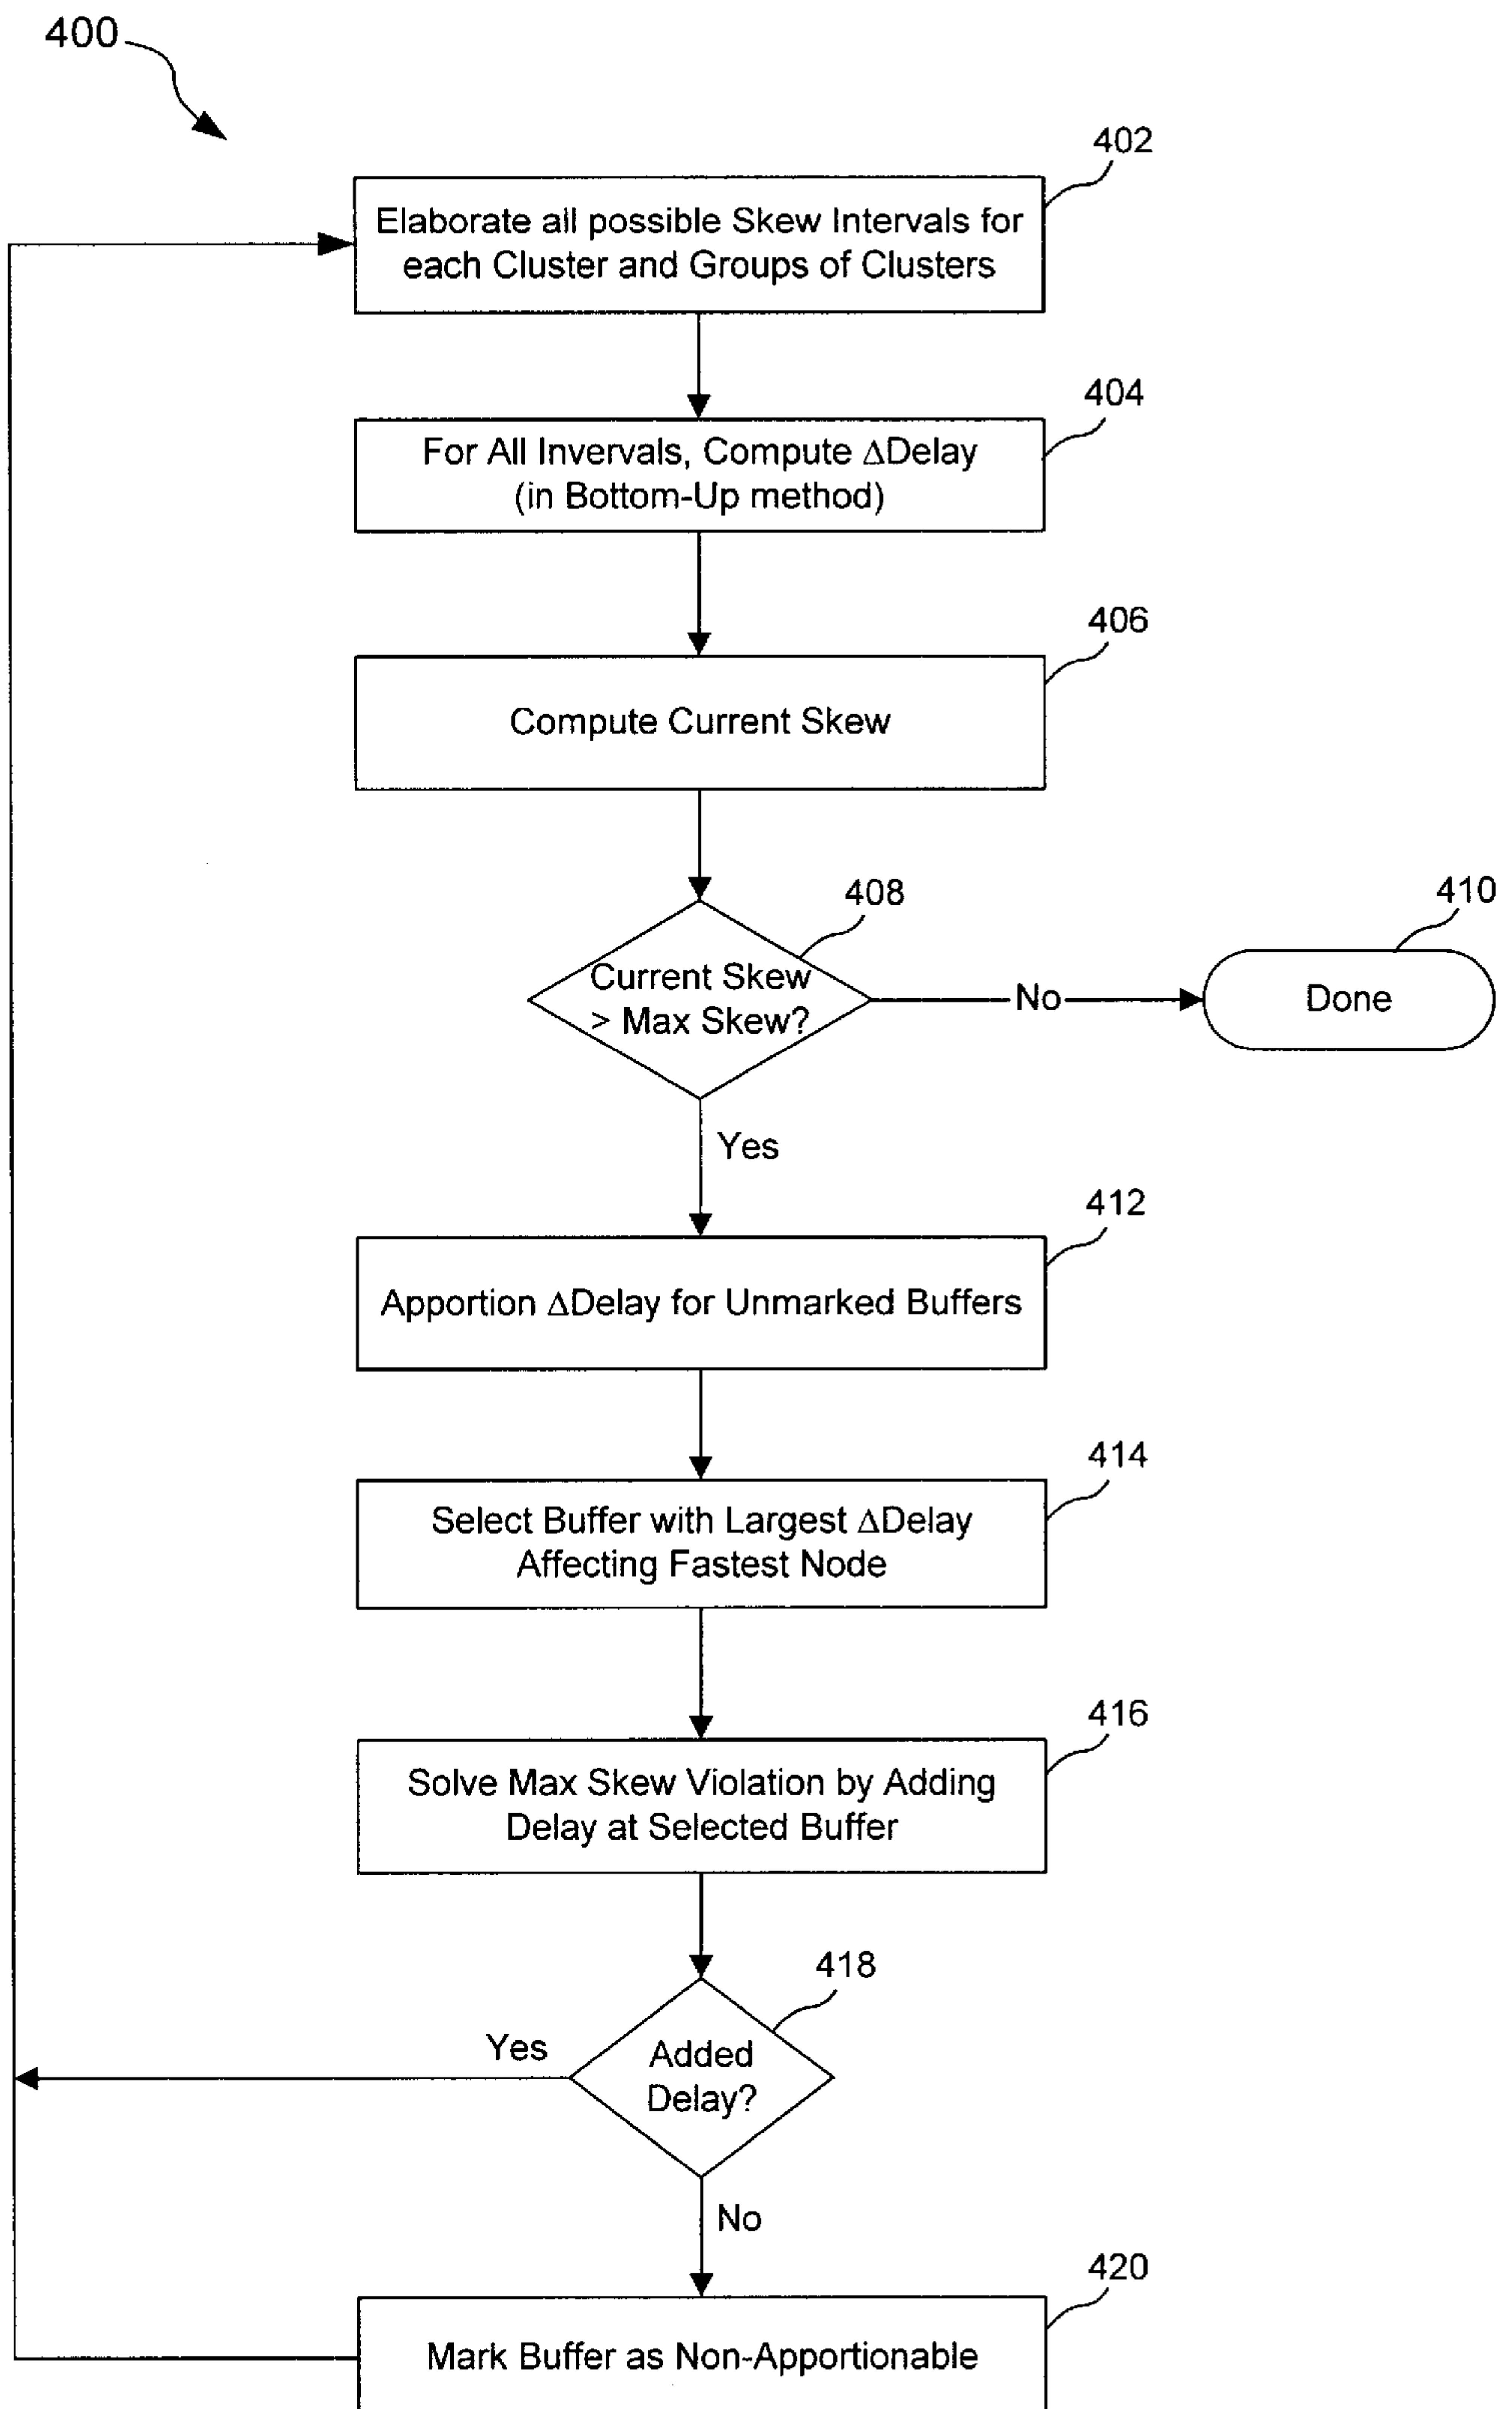 400
402
Elaborate all possible Skew Intervals for
each Cluster and Groups of Clusters
404
For All Invervals, Compute ΔDelay
(in Bottom-Up method)
406
Compute Current Skew
408
410
Current Skew
> Max Skew?
No
Done
Yes
412
Apportion ΔDelay for Unmarked Buffers
414
Select Buffer with Largest ΔDelay
Affecting Fastest Node
416
Solve Max Skew Violation by Adding
Delay at Selected Buffer
418
Yes
Added
Delay?
No
420
Mark Buffer as Non-Apportionable